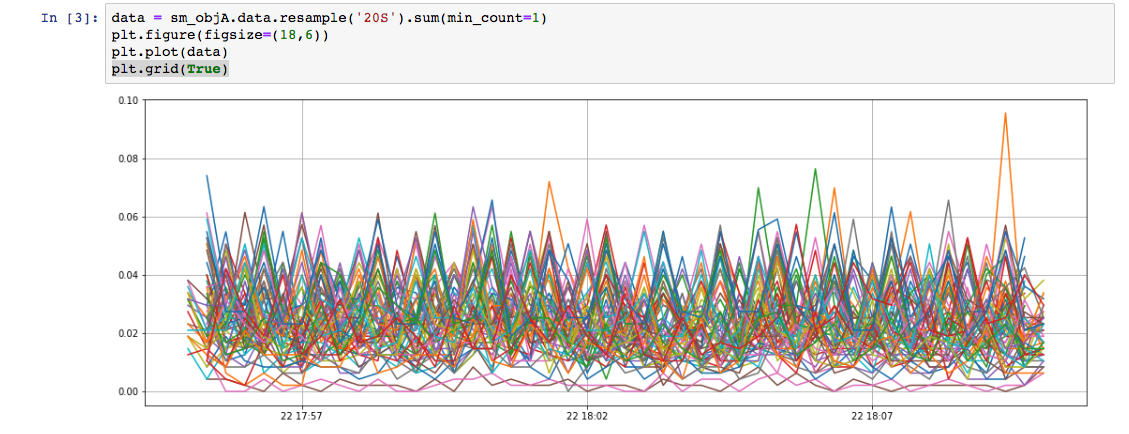 In [3]: data = sm_objA.data.resample('20S').sum(min_count=1)
plt.figure(figsize=(18,6))
plt.plot(data)
plt.grid(True)
0.10
0.08
0.06
0.04
0.02
0.00
22 17:57 22 18:02 22 18:07